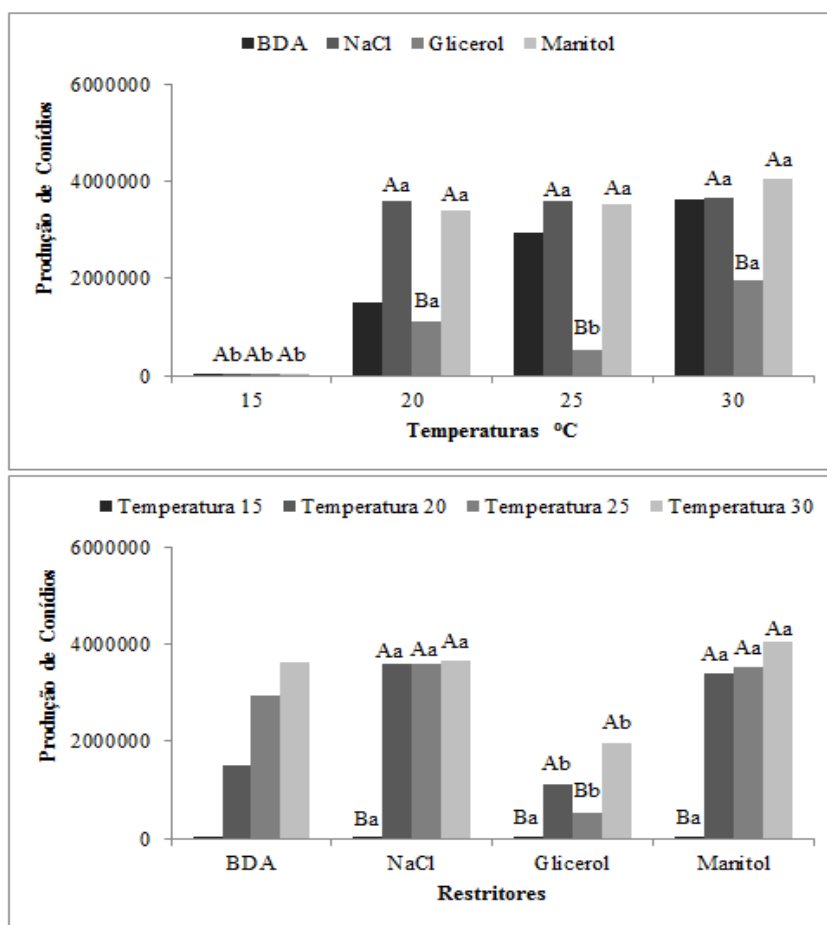 BDA NaCl Glicerol Manitol
6000000
4000000
2000000
0
Produção de Conídios
Aa Aa Aa Aa Aa Aa
Ba Bb Ba
Ab Ab Ab
15 20 25 30
Temperaturas ºC
Temperatura 15 Temperatura 20 Temperatura 25 Temperatura 30
6000000
4000000
2000000
0
Produção de Conídios
Aa Aa Aa Aa Aa Aa
Ab Bb Ab
Ba Ba Ba
BDA NaCl Glicerol Manitol
Restritores